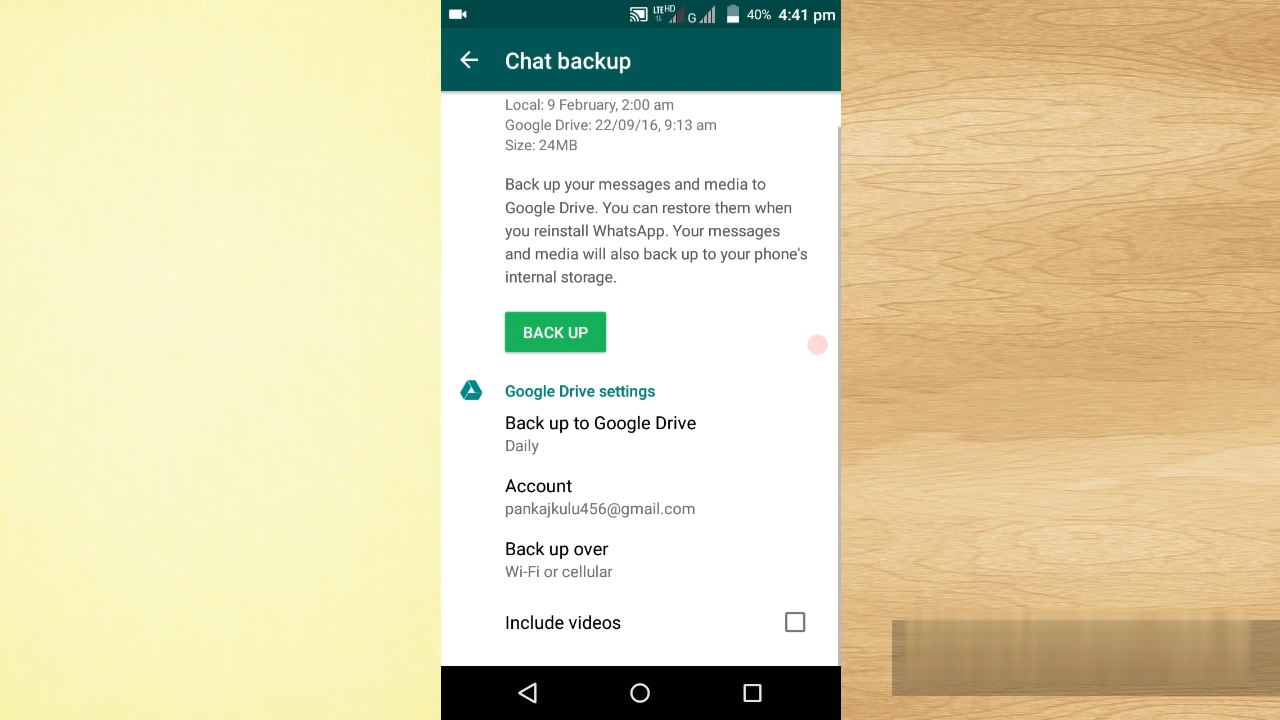 LTE HD G 40% 4:41 pm
Chat backup
Local: 9 February, 2:00 am
Google Drive: 22/09/16, 9:13 am
Size: 24MB
Back up your messages and media to
Google Drive. You can restore them when
you reinstall WhatsApp. Your messages
and media will also back up to your phone's
internal storage.
BACK UP
Google Drive settings
Back up to Google Drive
Daily
Account
pankajkulu456@gmail.com
Back up over
Wi-Fi or cellular
Include videos